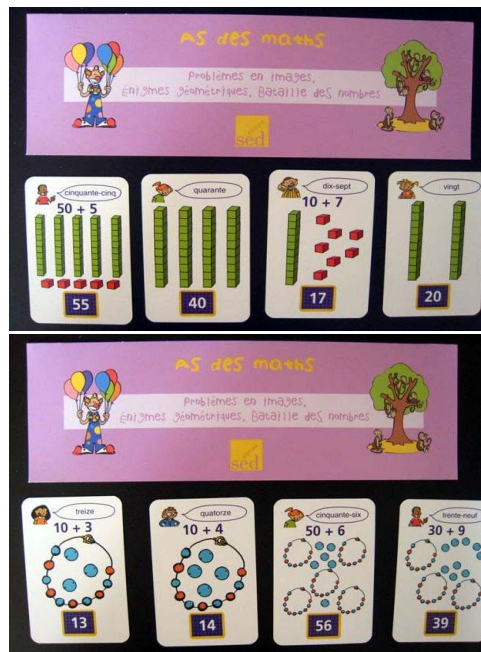 As des maths
Problèmes en images,
Énigmes géométriques, Bataille des nombres
sed
cinquante-cinq
50 + 5
55
quarante
40
dix-sept
10 + 7
17
vingt
20
As des maths
Problèmes en images,
Énigmes géométriques, Bataille des nombres
sed
treize
10 + 3
13
quatorze
10 + 4
14
cinquante-six
50 + 6
56
trente-neuf
30 + 9
39